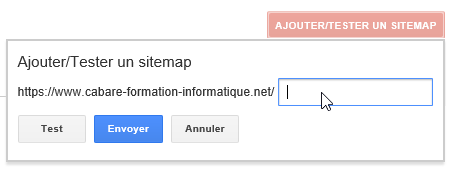 AJOUTER/TESTER UN SITEMAP
Ajouter/Tester un sitemap
https://www.cabare-formation-informatique.net/
Test Envoyer Annuler